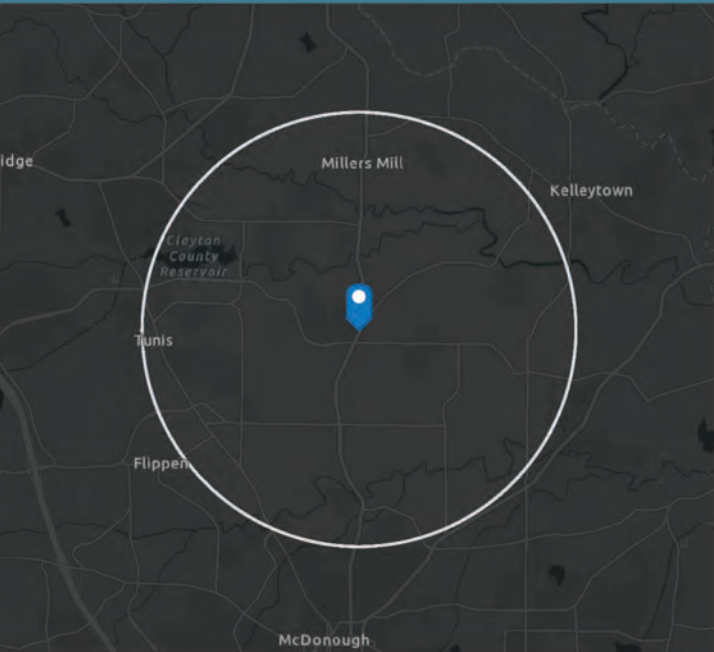 Millers Mill
idge
Kelleytown
Clayton
County
Reservoir
Tunis
Flippen
McDonough